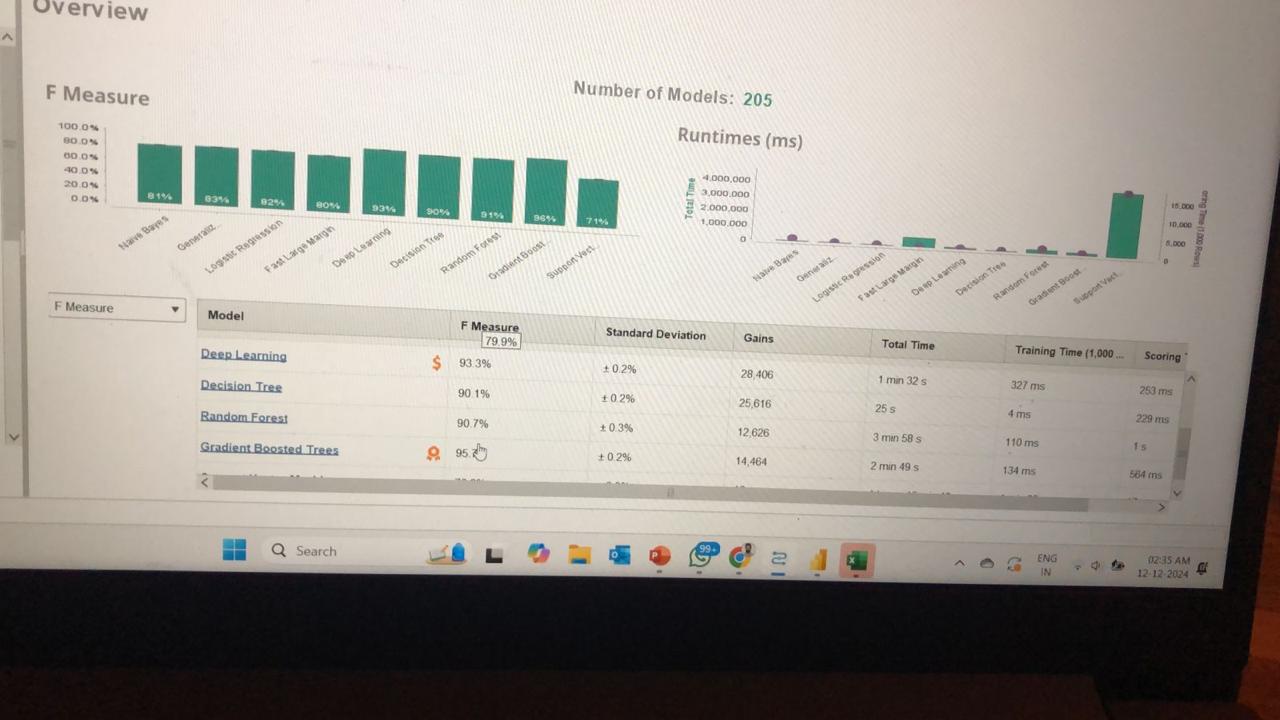 Overview
F Measure
Number of Models: 205
100.0%
80.0%
60.0%
40.0%
20.0%
0.0%
81%
83%
82%
80%
93%
90%
91%
96%
71%
Naive Bayes
Generaliz...
Logistic Regression
Fast Large Margin
Deep Learning
Decision Tree
Random Forest
Gradient Boost...
Support Vect...
Runtimes (ms)
Total Time
4,000,000
3,000,000
2,000,000
1,000,000
0
15,000
10,000
5,000
0
oring Time (1,000 Rows)
Naive Bayes
Generaliz...
Logistic Regression
Fast Large Margin
Deep Learning
Decision Tree
Random Forest
Gradient Boost...
Support Vect...
F Measure
Model F Measure Standard Deviation Gains Total Time Training Time (1,000 ... Scoring
79.9%
Deep Learning $ 93.3% ± 0.2% 28,406 1 min 32 s 327 ms 253 ms
Decision Tree 90.1% ± 0.2% 25,616 25 s 4 ms 229 ms
Random Forest 90.7% ± 0.3% 12,626 3 min 58 s 110 ms 1 s
Gradient Boosted Trees 95. ± 0.2% 14,464 2 min 49 s 134 ms 564 ms
Search
99+
ENG
IN
02:35 AM
12-12-2024